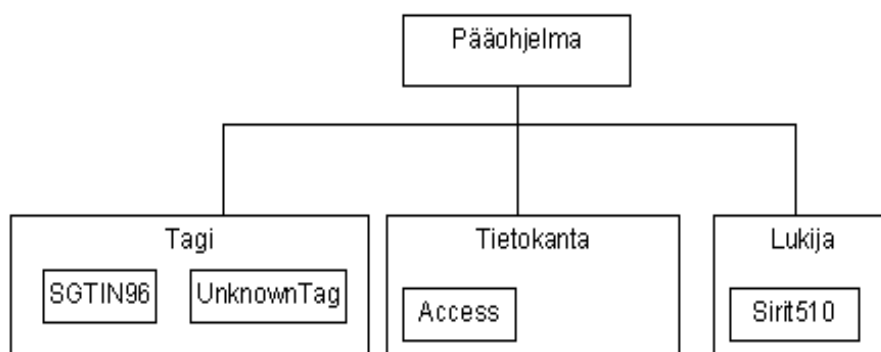 Pääohjelma
Tagi
SGTIN96
UnknownTag
Tietokanta
Access
Lukija
Sirit510